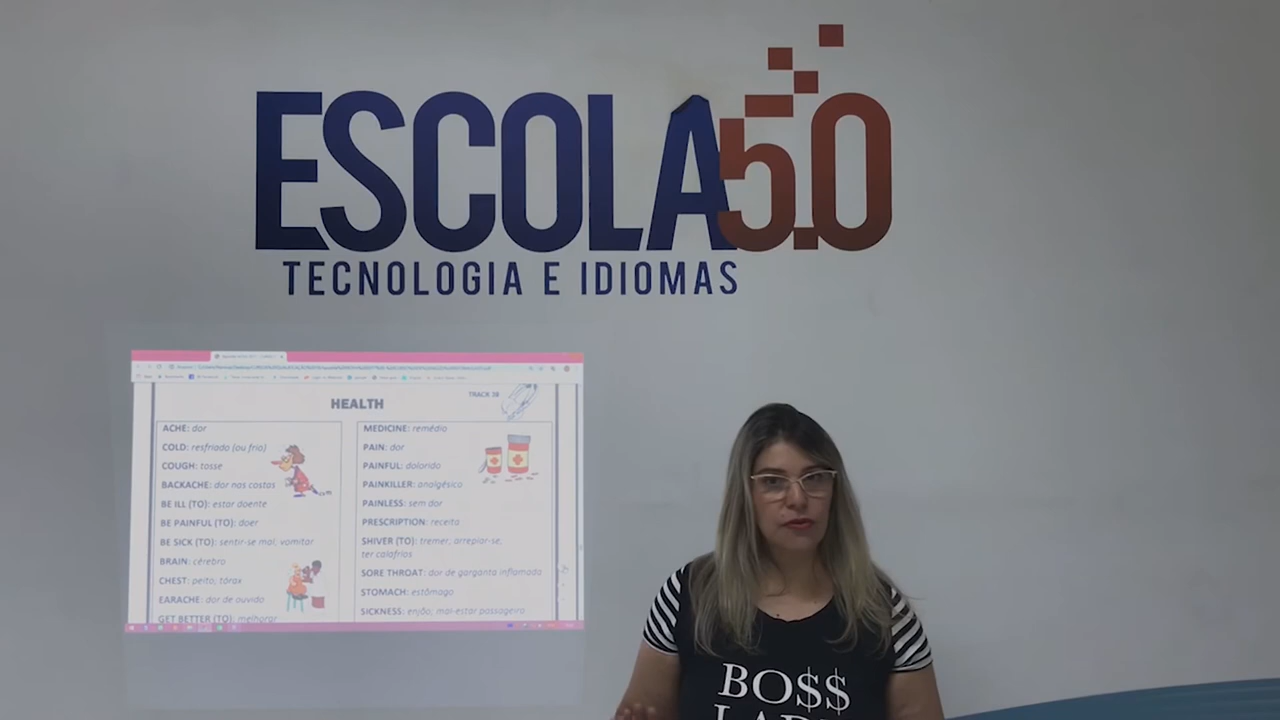 ESCOLA 5.0
TECNOLOGIA E IDIOMAS
TRACK 38
HEALTH
ACHE: dor
COLD: resfriado (ou frio)
COUGH: tosse
BACKACHE: dor nas costas
BE ILL (TO): estar doente
BE PAINFUL (TO): doer
BE SICK (TO): sentir-se mal; vomitar
BRAIN: cérebro
CHEST: peito, tórax
EARACHE: dor de ouvido
GET BETTER (TO): melhorar
MEDICINE: remédio
PAIN: dor
PAINFUL: dolorido
PAINKILLER: analgésico
PAINLESS: sem dor
PRESCRIPTION: receita
SHIVER (TO): tremer; arrepiar-se;
ter calafrios
SORE THROAT: dor de garganta inflamada
STOMACH: estômago
SICKNESS: enjôo; mal-estar passageiro
BO$$
LADY